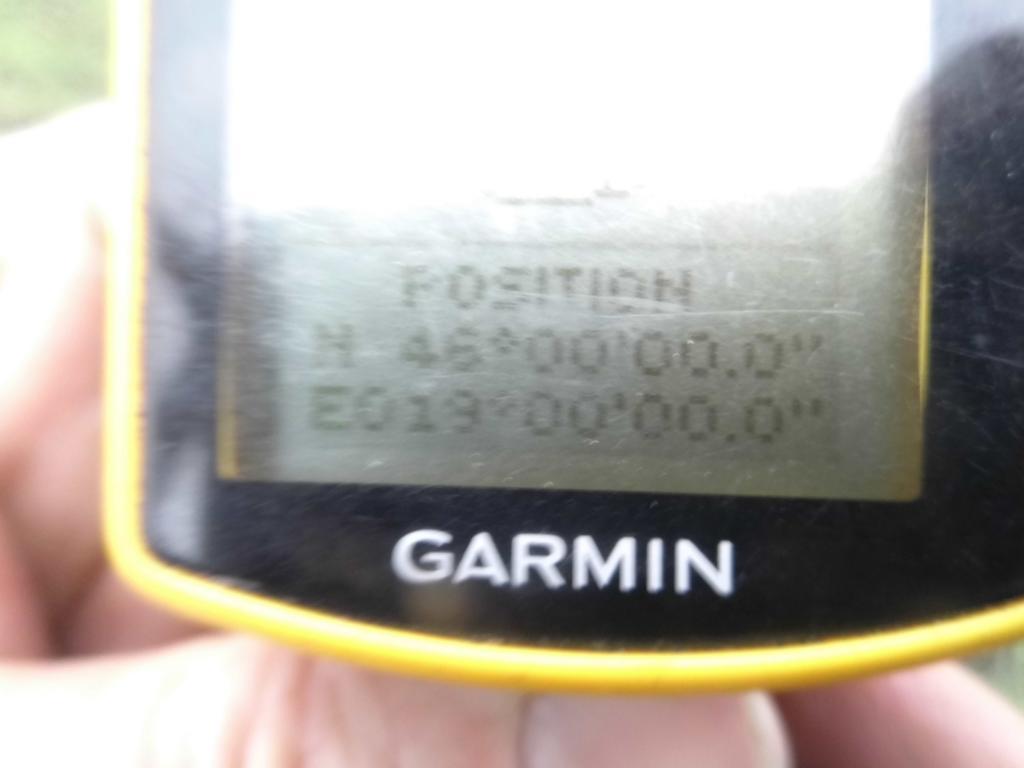 POSITION
N 46°00'00.0"
E019°00'00.0"
GARMIN